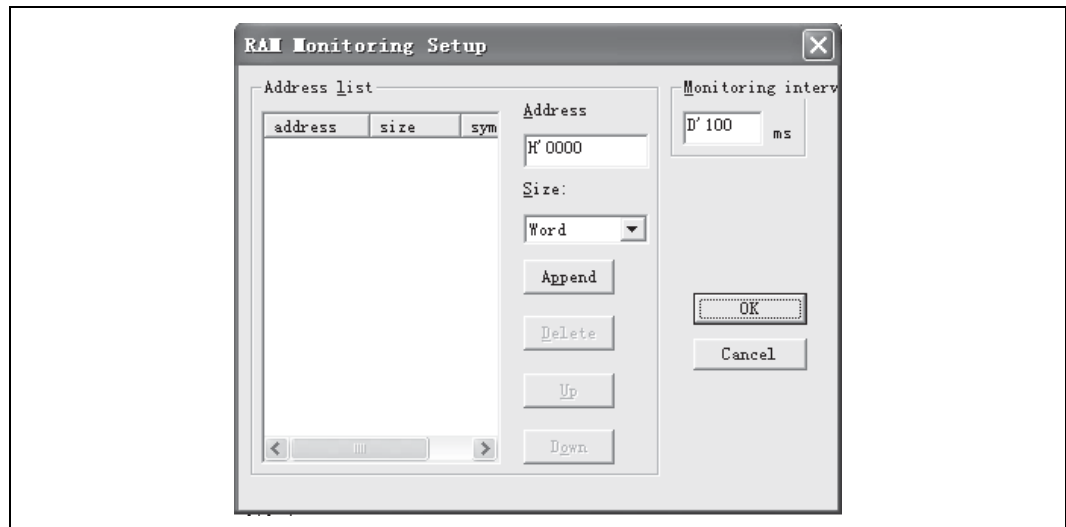 RAM Monitoring Setup
Address list
address size sym
Address
H'0000
Size:
Word
Append
Delete
Up
Down
Monitoring interv
D'100 ms
OK
Cancel